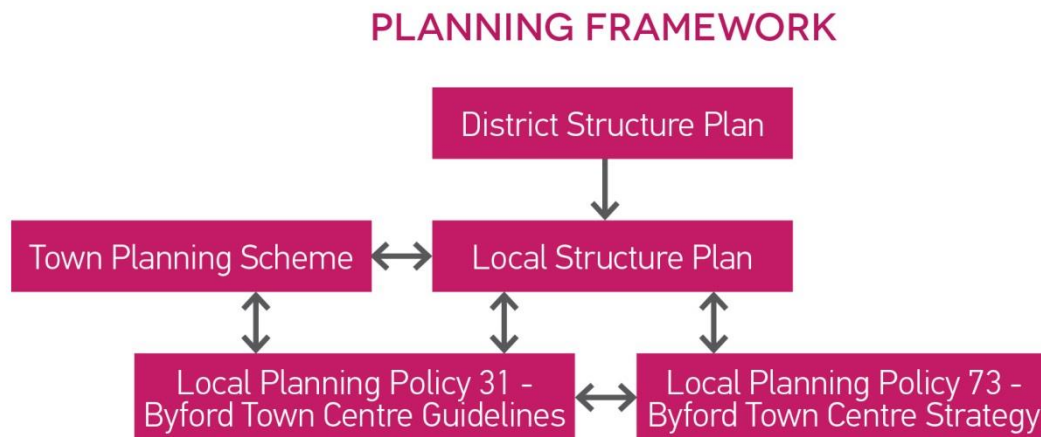 PLANNING FRAMEWORK
District Structure Plan
Town Planning Scheme
Local Structure Plan
Local Planning Policy 31 -
Byford Town Centre Guidelines
Local Planning Policy 73 -
Byford Town Centre Strategy